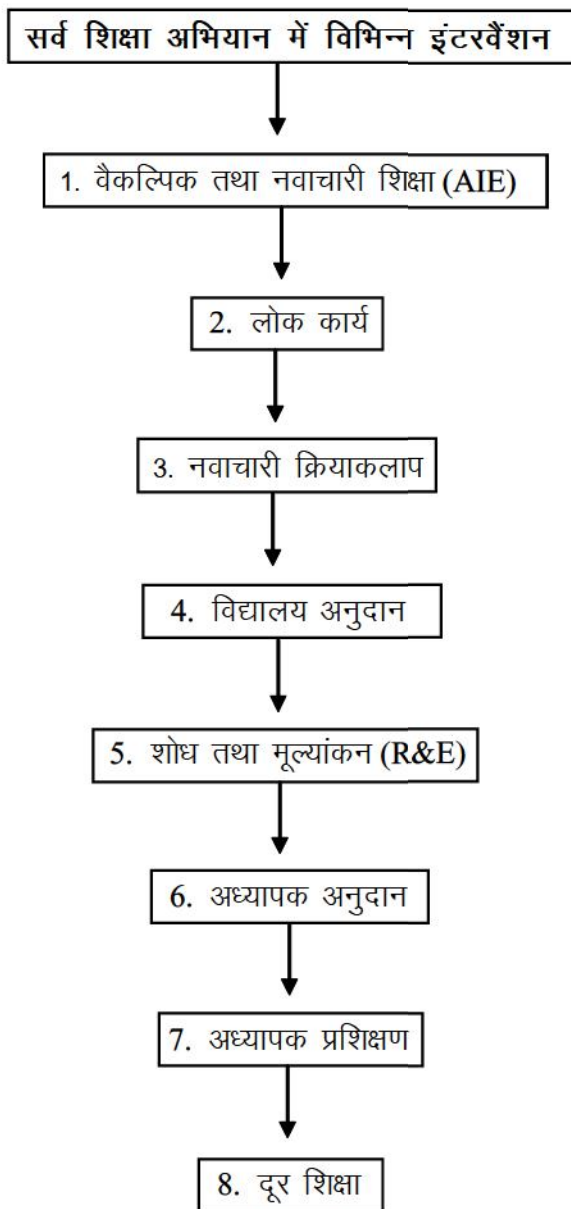 सर्व शिक्षा अभियान में विभिन्न इंटरवैंशन
1. वैकल्पिक तथा नवाचारी शिक्षा (AIE)
2. लोक कार्य
3. नवाचारी क्रियाकलाप
4. विद्यालय अनुदान
5. शोध तथा मूल्यांकन (R&E)
6. अध्यापक अनुदान
7. अध्यापक प्रशिक्षण
8. दूर शिक्षा